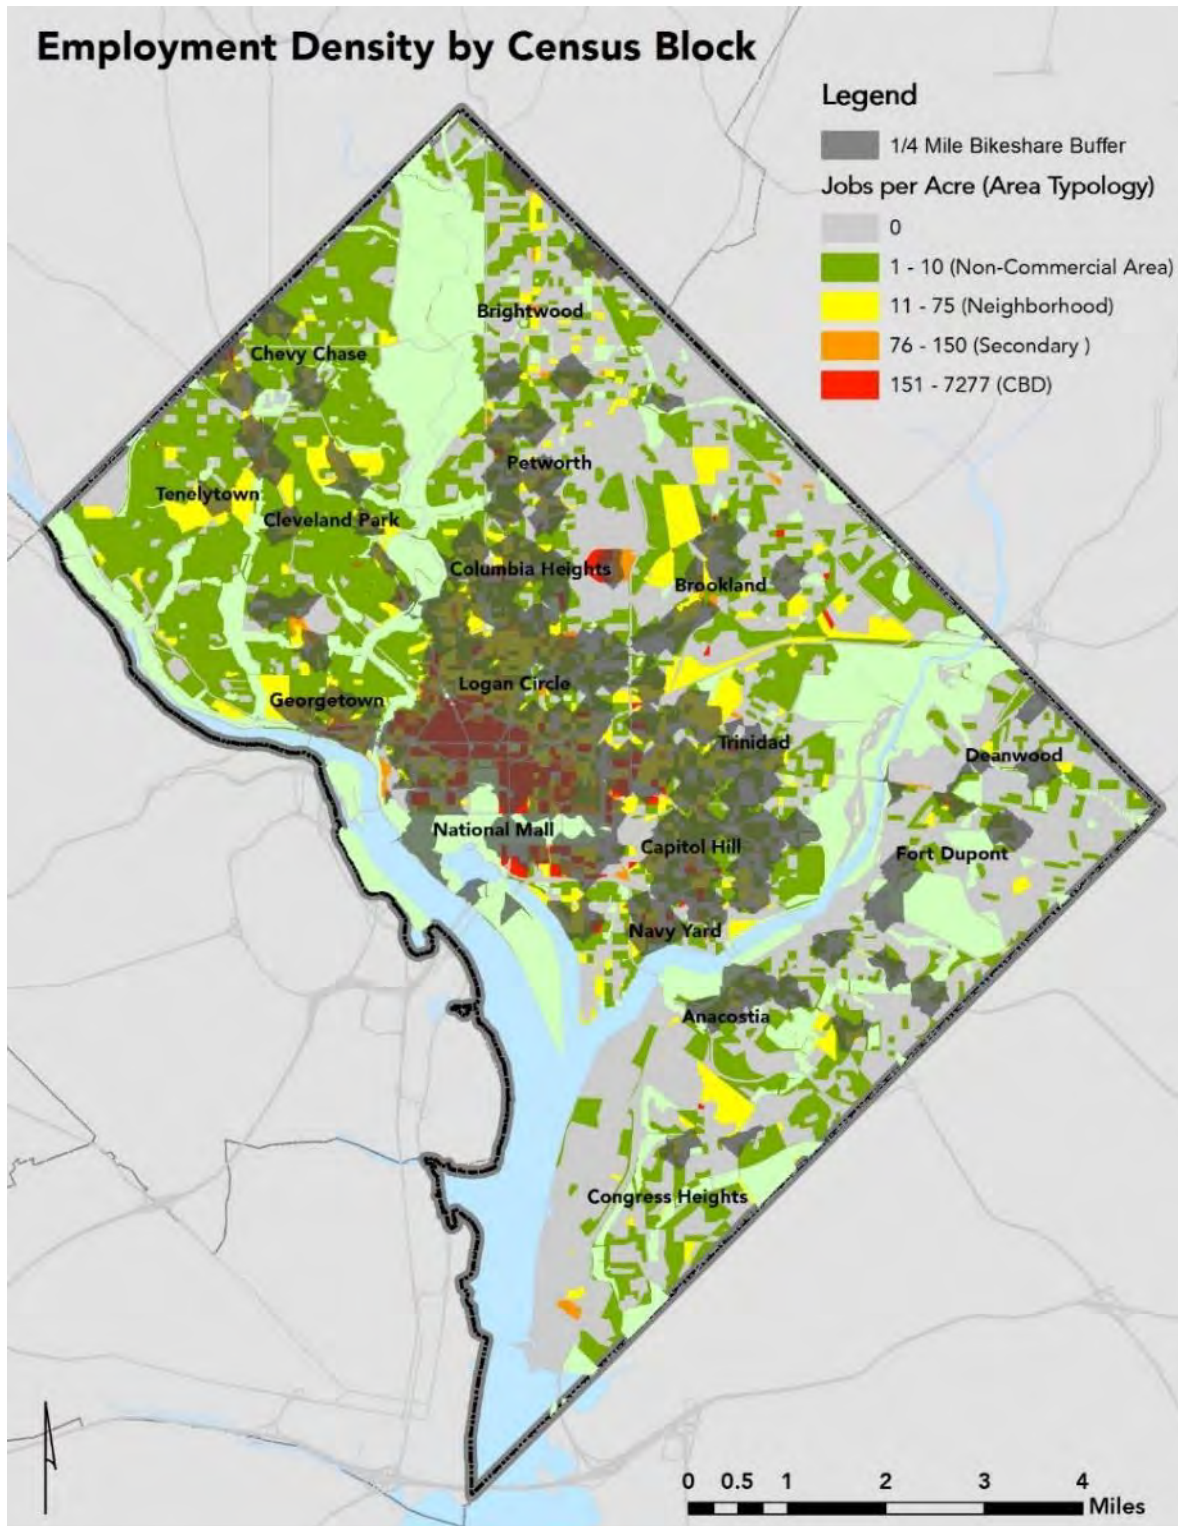 Employment Density by Census Block
Legend
1/4 Mile Bikeshare Buffer
Jobs per Acre (Area Typology)
0
1 - 10 (Non-Commercial Area)
11 - 75 (Neighborhood)
76 - 150 (Secondary )
151 - 7277 (CBD)
Brightwood
Chevy Chase
Petworth
Tenelytown
Cleveland Park
Columbia Heights
Brookland
Logan Circle
Georgetown
Trinidad
Deanwood
National Mall
Capitol Hill
Fort Dupont
Navy Yard
Anacostia
Congress Heights
0 0.5 1 2 3 4
Miles